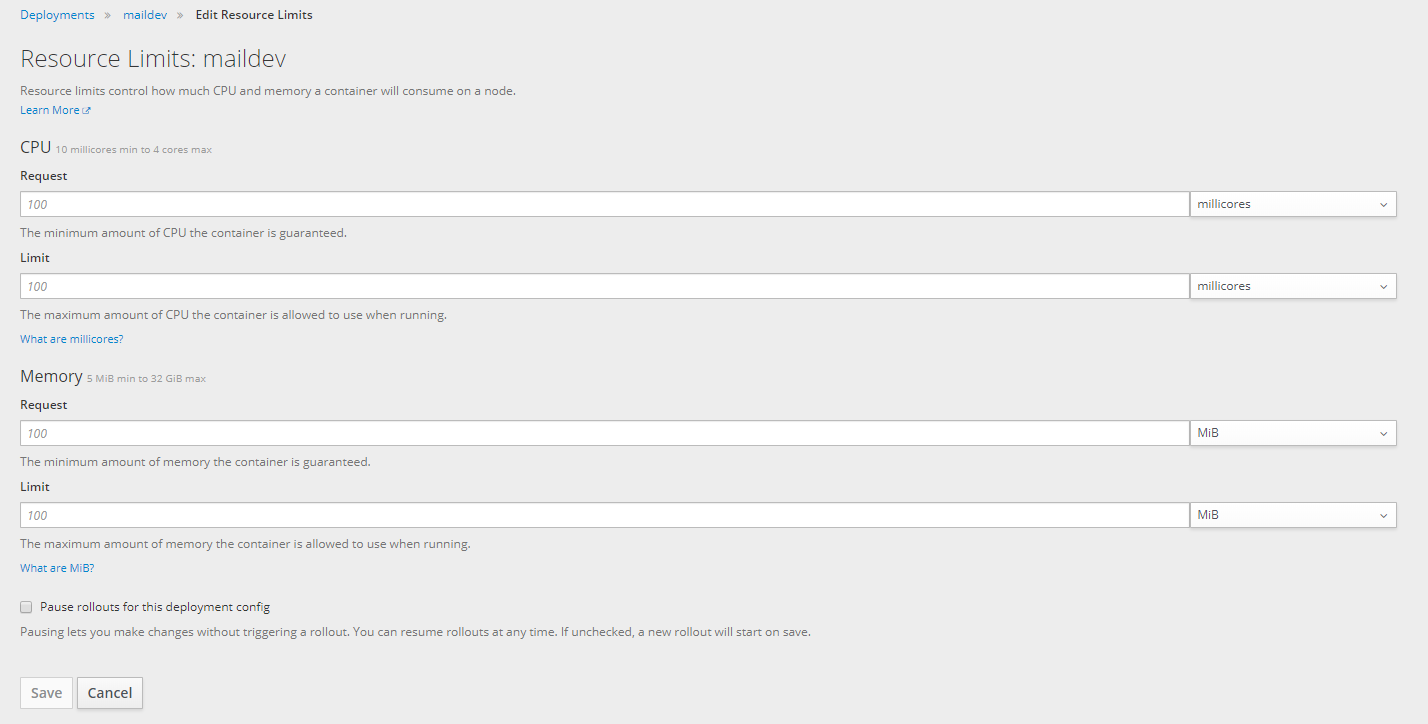 Deployments » maildev » Edit Resource Limits
Resource Limits: maildev
Resource limits control how much CPU and memory a container will consume on a node.
Learn More
CPU 10 millicores min to 4 cores max
Request
100 millicores
The minimum amount of CPU the container is guaranteed.
Limit
100 millicores
The maximum amount of CPU the container is allowed to use when running.
What are millicores?
Memory 5 MiB min to 32 GiB max
Request
100 MiB
The minimum amount of memory the container is guaranteed.
Limit
100 MiB
The maximum amount of memory the container is allowed to use when running.
What are MiB?
Pause rollouts for this deployment config
Pausing lets you make changes without triggering a rollout. You can resume rollouts at any time. If unchecked, a new rollout will start on save.
Save Cancel